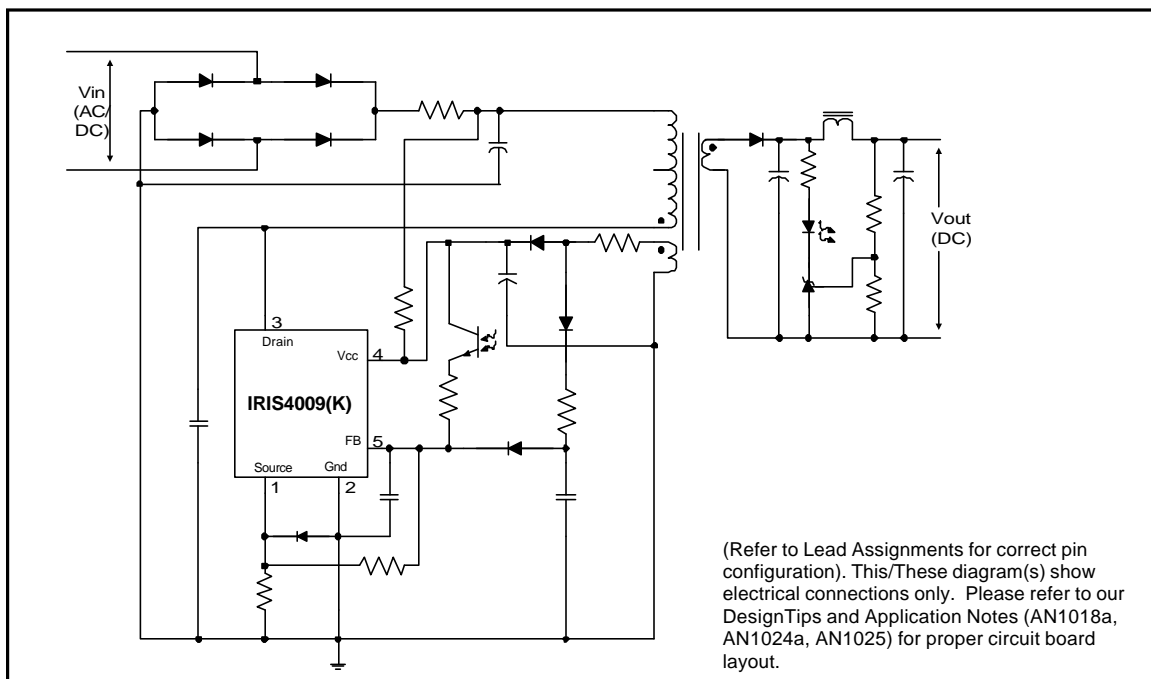 Vin
(AC/
DC)
Vout
(DC)
3
Drain
Vcc
4
IRIS4009(K)
FB
5
Source
Gnd
1
2
(Refer to Lead Assignments for correct pin
configuration). This/These diagram(s) show
electrical connections only. Please refer to our
DesignTips and Application Notes (AN1018a,
AN1024a, AN1025) for proper circuit board
layout.